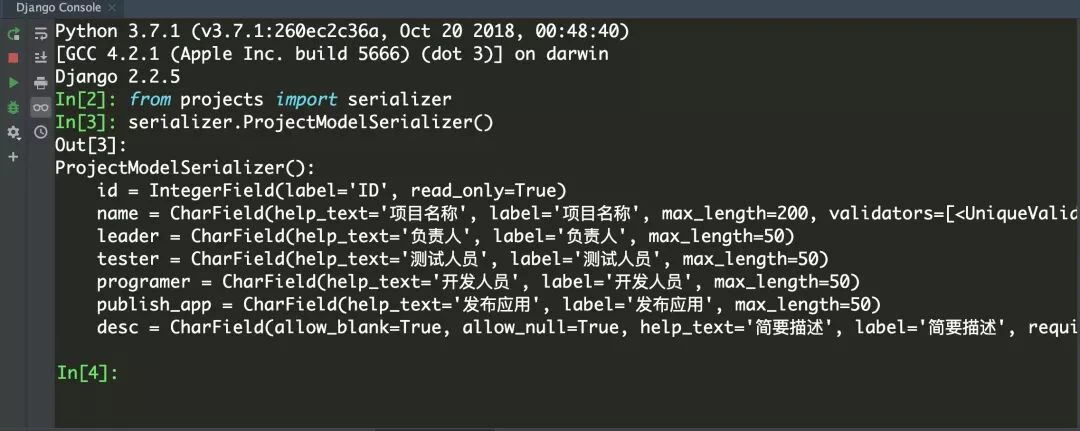 Django Console
Python 3.7.1 (v3.7.1:260ec2c36a, Oct 20 2018, 00:48:40)
[GCC 4.2.1 (Apple Inc. build 5666) (dot 3)] on darwin
Django 2.2.5
In[2]: from projects import serializer
In[3]: serializer.ProjectModelSerializer()
Out[3]:
ProjectModelSerializer():
    id = IntegerField(label='ID', read_only=True)
    name = CharField(help_text='项目名称', label='项目名称', max_length=200, validators=[<UniqueValid
    leader = CharField(help_text='负责人', label='负责人', max_length=50)
    tester = CharField(help_text='测试人员', label='测试人员', max_length=50)
    programer = CharField(help_text='开发人员', label='开发人员', max_length=50)
    publish_app = CharField(help_text='发布应用', label='发布应用', max_length=50)
    desc = CharField(allow_blank=True, allow_null=True, help_text='简要描述', label='简要描述', requi
In[4]: